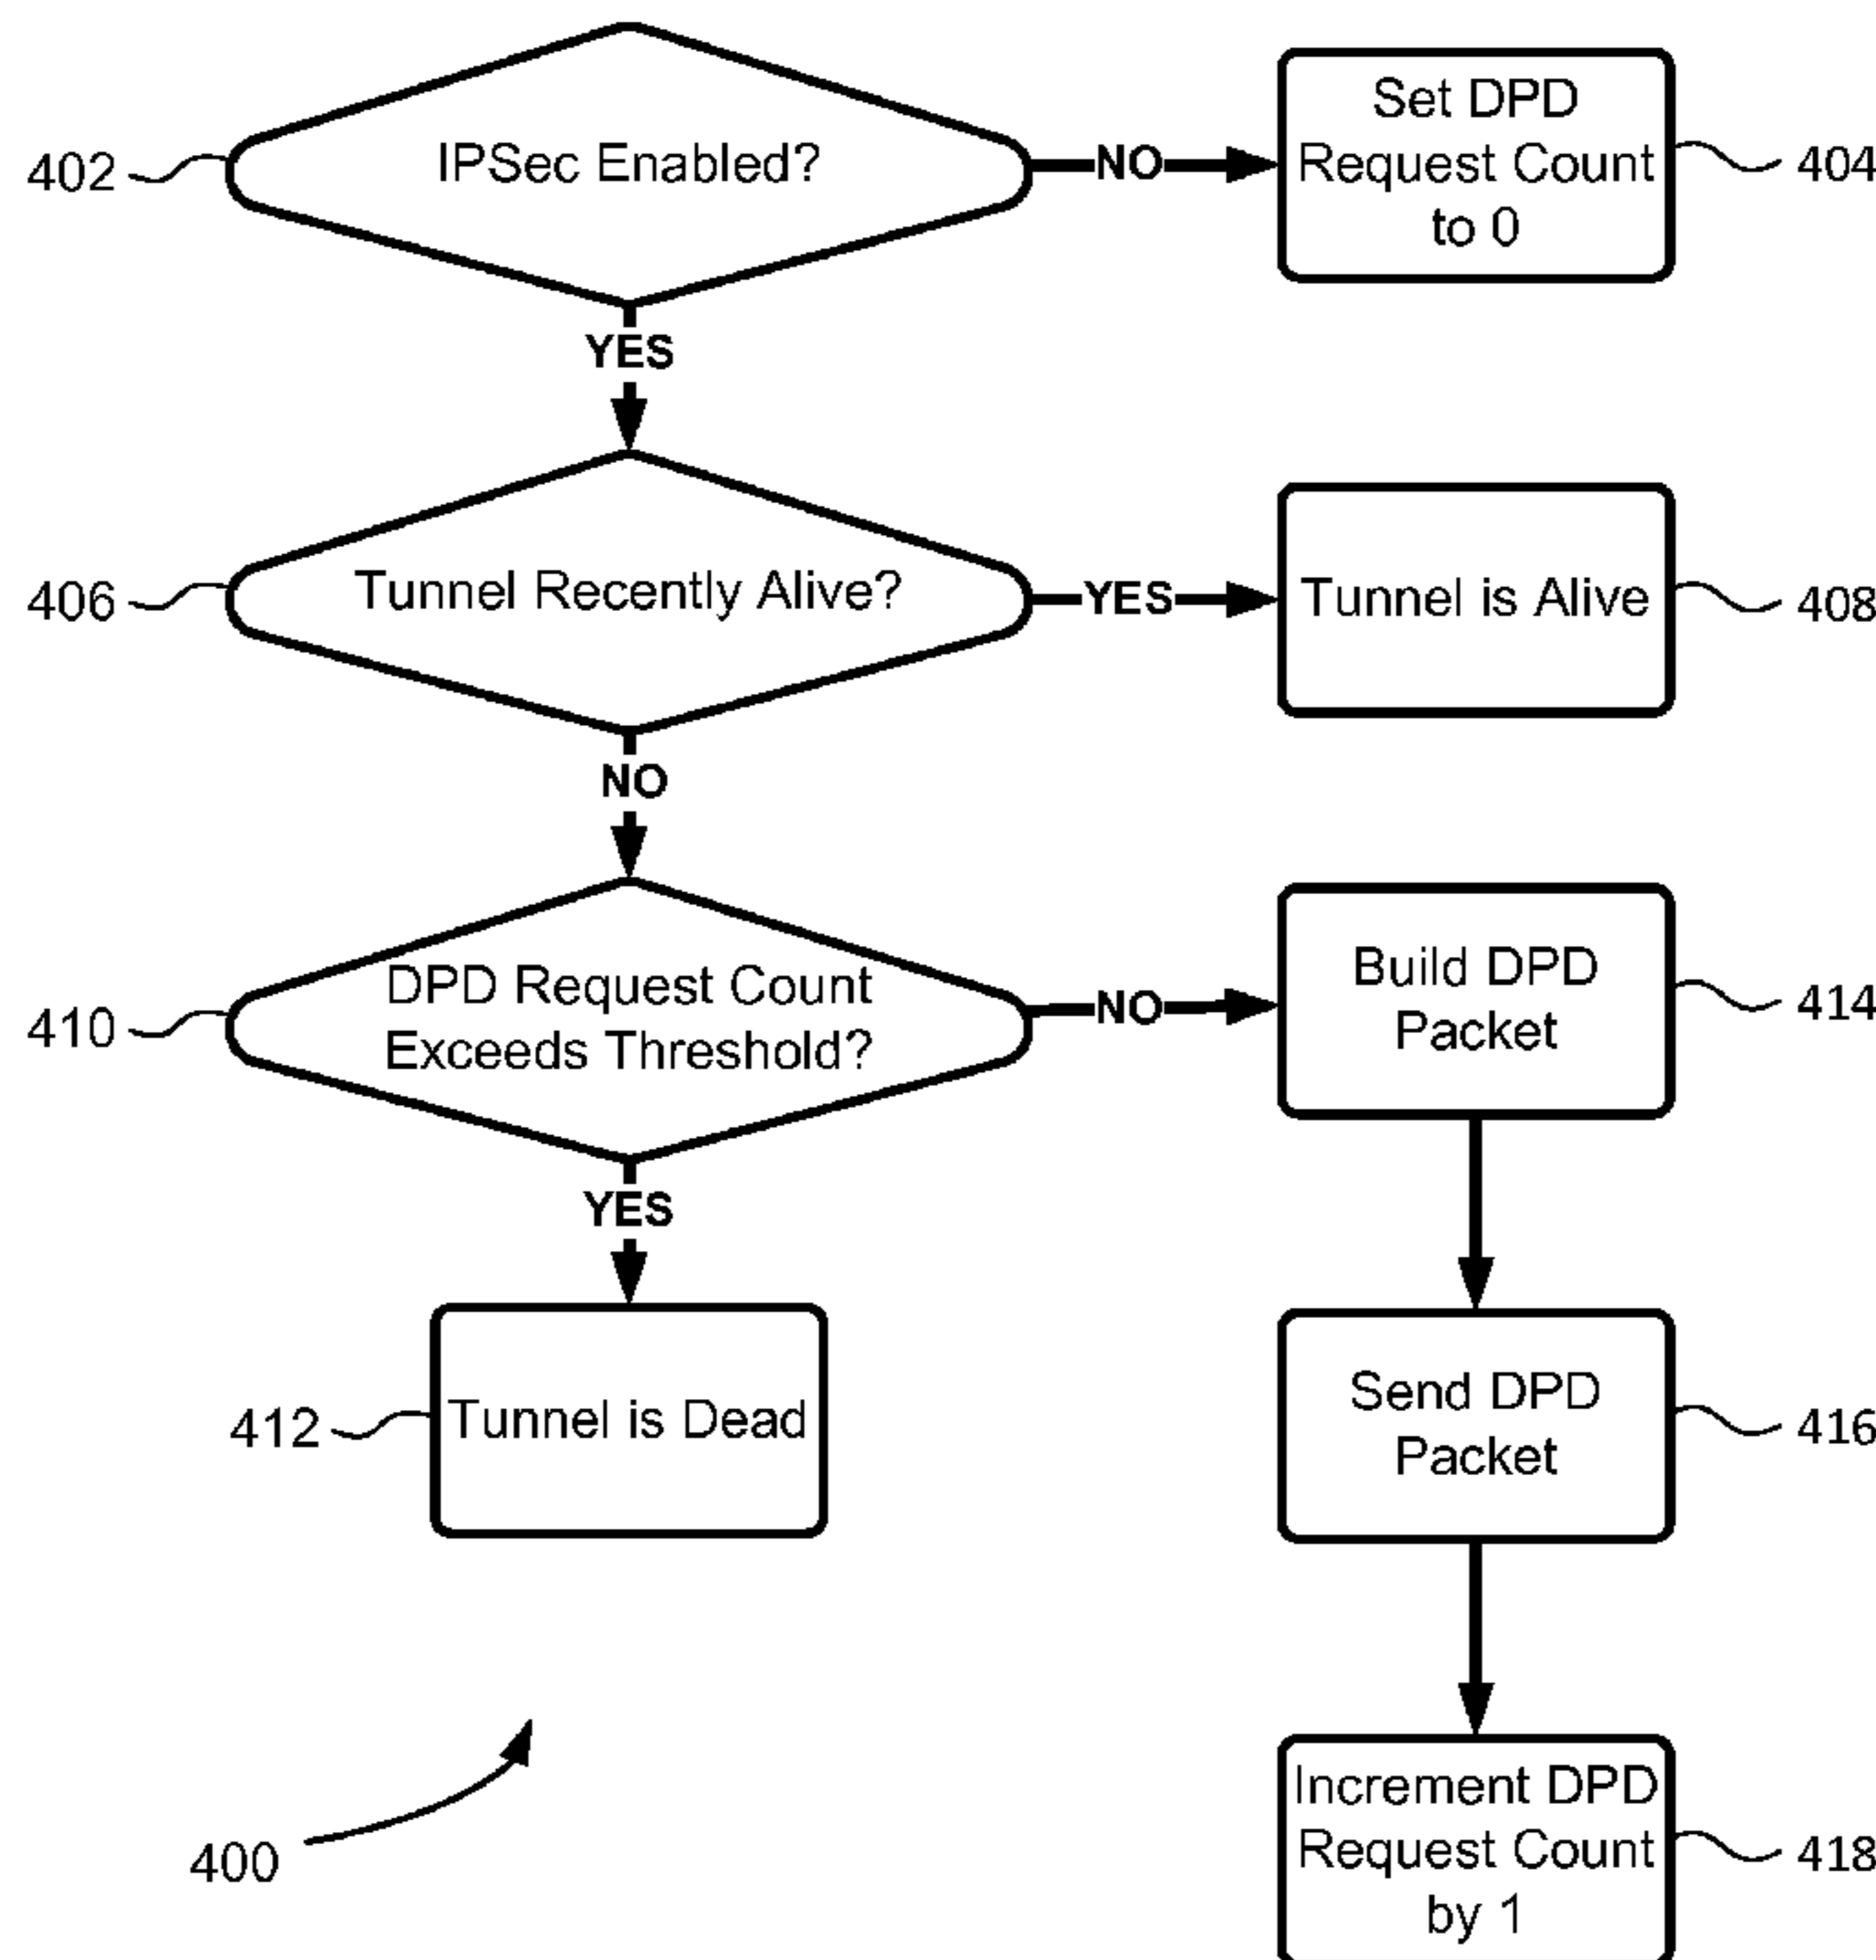 402
IPSec Enabled?
NO
Set DPD
Request Count
to 0
404
YES
406
Tunnel Recently Alive?
YES
Tunnel is Alive
408
NO
410
DPD Request Count
Exceeds Threshold?
NO
Build DPD
Packet
414
YES
412
Tunnel is Dead
Send DPD
Packet
416
400
Increment DPD
Request Count
by 1
418